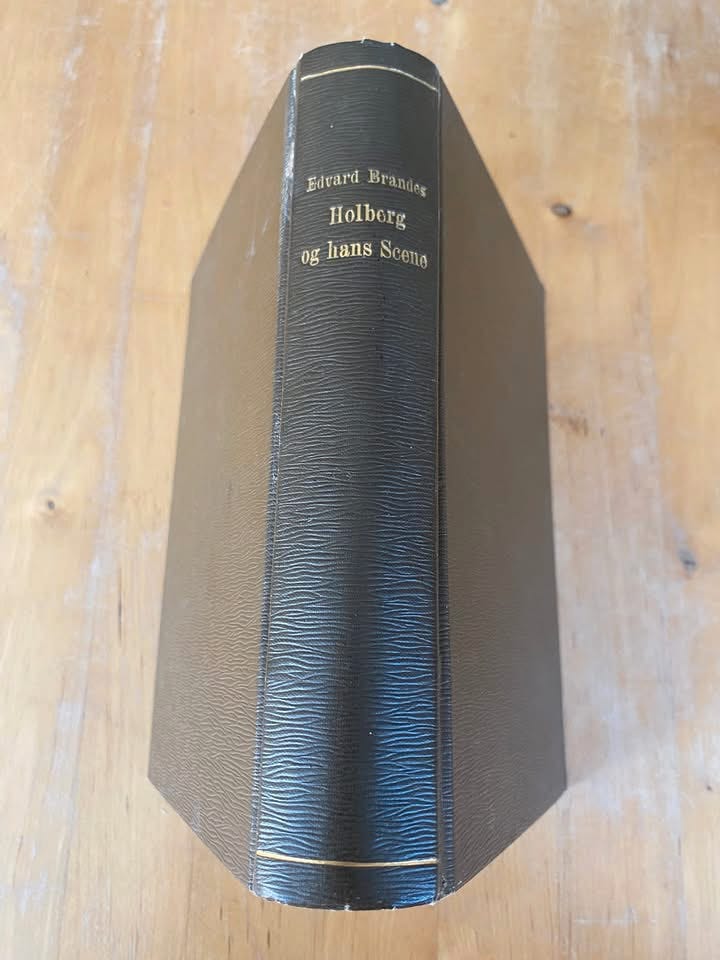 Edvard Brandes
Holberg
og hans Scene